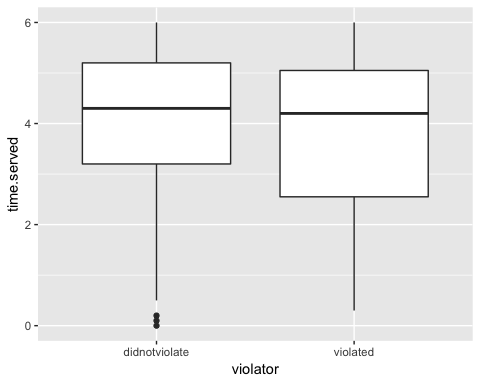 6
4
2
0
time.served
didnotviolate
violated
violator